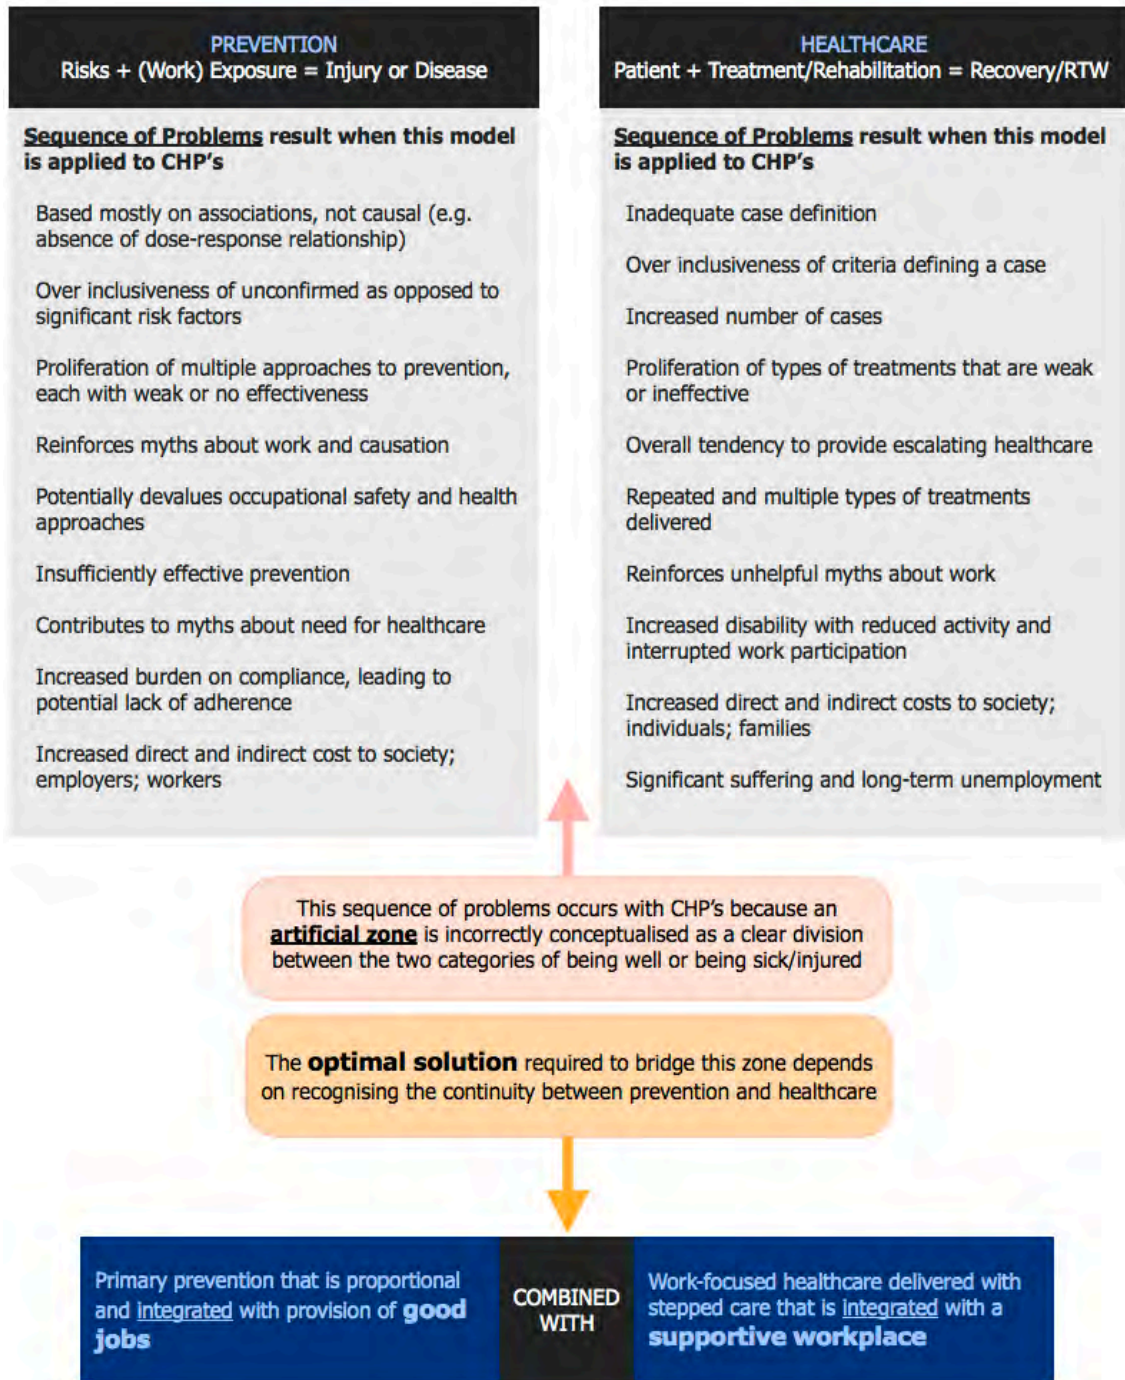 PREVENTION
Risks + (Work) Exposure = Injury or Disease
Sequence of Problems result when this model
is applied to CHP's
Based mostly on associations, not causal (e.g.
absence of dose-response relationship)
Over inclusiveness of unconfirmed as opposed to
significant risk factors
Proliferation of multiple approaches to prevention,
each with weak or no effectiveness
Reinforces myths about work and causation
Potentially devalues occupational safety and health
approaches
Insufficiently effective prevention
Contributes to myths about need for healthcare
Increased burden on compliance, leading to
potential lack of adherence
Increased direct and indirect cost to society;
employers; workers
HEALTHCARE
Patient + Treatment/Rehabilitation = Recovery/RTW
Sequence of Problems result when this model
is applied to CHP's
Inadequate case definition
Over inclusiveness of criteria defining a case
Increased number of cases
Proliferation of types of treatments that are weak
or ineffective
Overall tendency to provide escalating healthcare
Repeated and multiple types of treatments
delivered
Reinforces unhelpful myths about work
Increased disability with reduced activity and
interrupted work participation
Increased direct and indirect costs to society;
individuals; families
Significant suffering and long-term unemployment
This sequence of problems occurs with CHP's because an
artificial zone is incorrectly conceptualised as a clear division
between the two categories of being well or being sick/injured
The optimal solution required to bridge this zone depends
on recognising the continuity between prevention and healthcare
Primary prevention that is proportional
and integrated with provision of good
jobs
COMBINED
WITH
Work-focused healthcare delivered with
stepped care that is integrated with a
supportive workplace